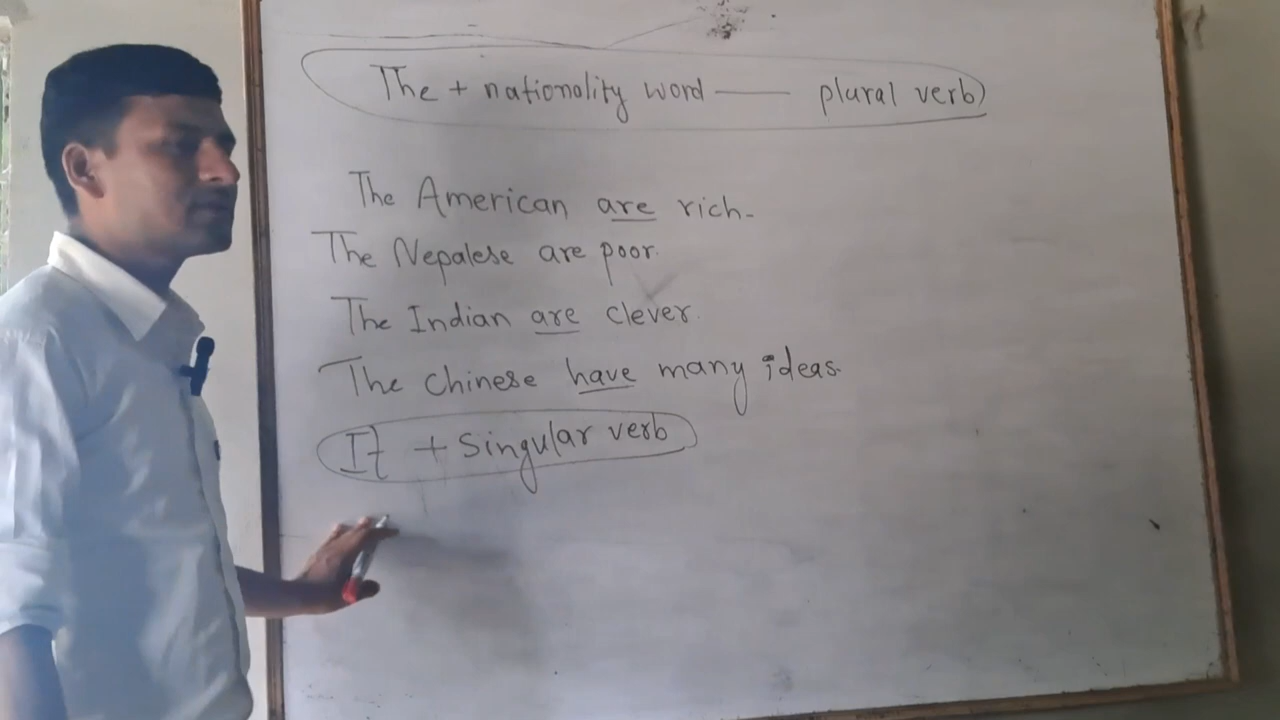 The + nationality word —— plural verb)
The American are rich.
The Nepalese are poor.
The Indian are clever.
The Chinese have many ideas.
It + Singular verb